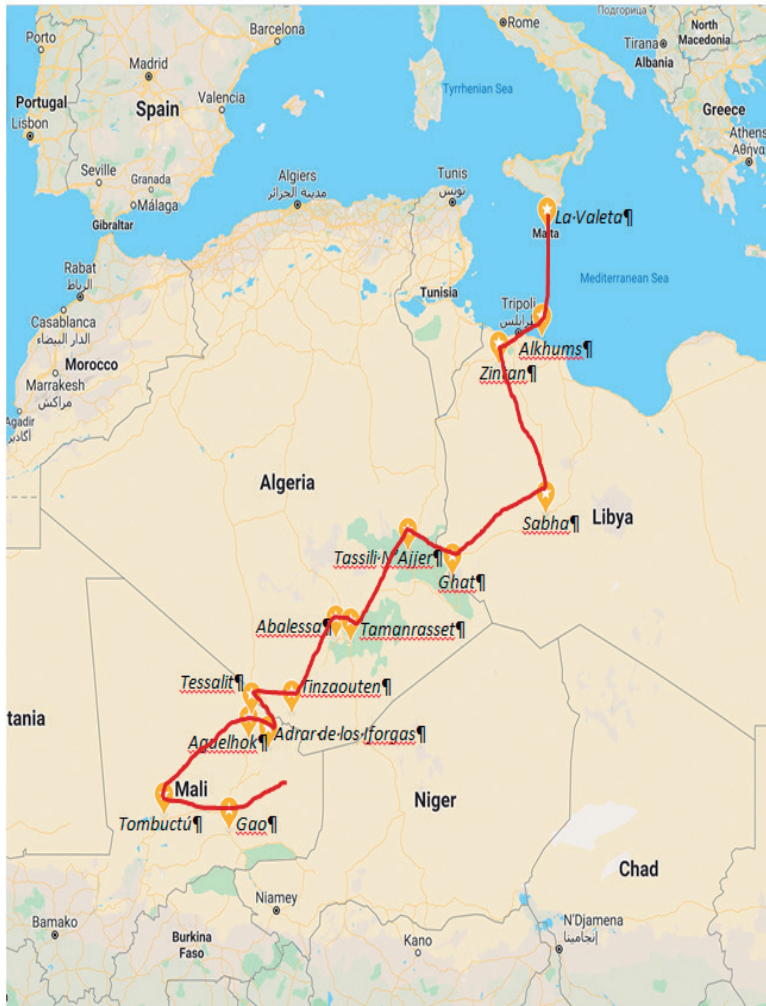 Подгорица
Barcelona
Rome
North
Macedonia
Porto
Tirana
Albania
Madrid
Tyrrhenian Sea
Portugal
Spain
Valencia
Greece
Lisbon
Athens
Αθήνα
Seville
Granada
Algiers
مدينة الجزائر
Tunis
تونس
Málaga
Gibraltar
La·Valeta¶
Malta
Rabat
الرباط
Mediterranean Sea
Tunisia
Tripoli
طرابلس
Casablanca
الدار البيضاء
Alkhums¶
Morocco
Zintan¶
Marrakesh
مراكش
Agadir
أكادير
Algeria
Sabha¶
Libya
Tassili·N'Ajjer¶
Ghat¶
Abalessa¶
Tamanrasset¶
Tessalit¶
Tinzaouten¶
tania
Aguelhok¶
Adrar·de·los·Iforgas¶
Mali
Niger
Tombuctú¶
Gao¶
Chad
Niamey
N'Djamena
إنجامينا
Bamako
Burkina
Faso
Kano